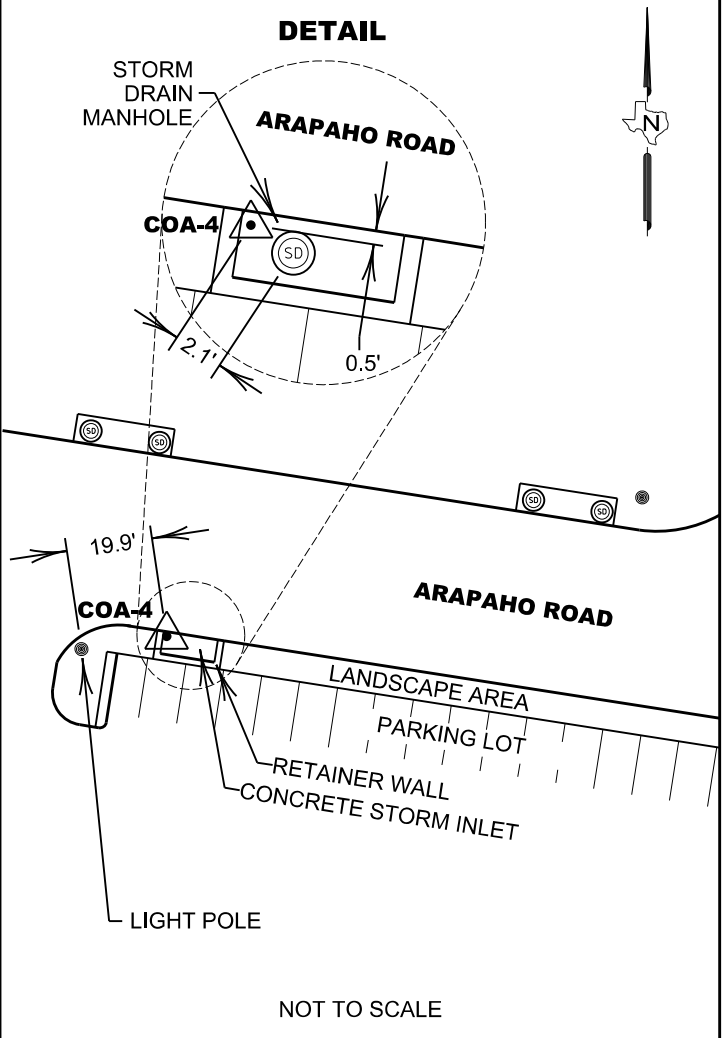 DETAIL
STORM
DRAIN
MANHOLE
ARAPAHO ROAD
N
COA-4
SD
2.1'
0.5'
SD
SD
SD
SD
19.9'
COA-4
ARAPAHO ROAD
LANDSCAPE AREA
PARKING LOT
RETAINER WALL
CONCRETE STORM INLET
LIGHT POLE
NOT TO SCALE